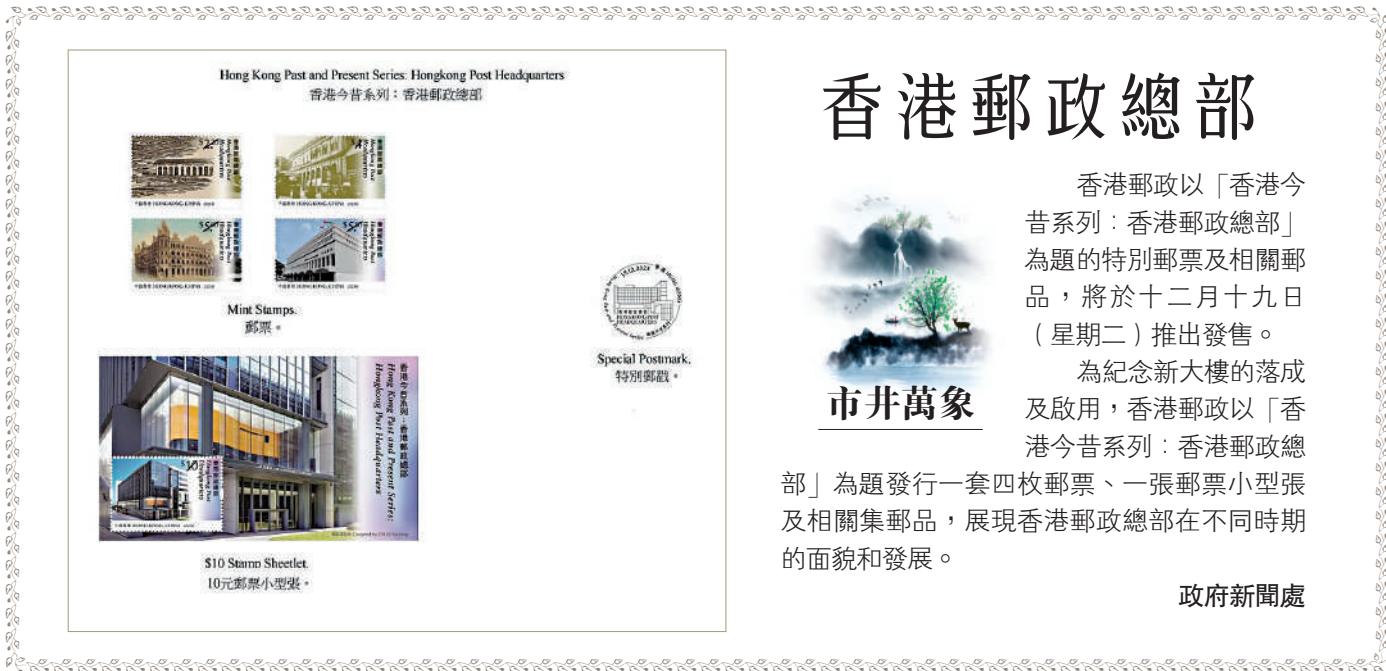 Hong Kong Past and Present Series: Hongkong Post Headquarters
香港今昔系列：香港郵政總部
Mint Stamps.
郵票。
$10
香港今昔系列：香港郵政總部
Hong Kong Past and Present Series:
Hongkong Post Headquarters
$10 Stamp Sheetlet.
10元郵票小型張。
HONGKONG POST
HEADQUARTERS
Special Postmark.
特別郵戳。
香港郵政總部
市井萬象
香港郵政以「香港今
昔系列：香港郵政總部」
為題的特別郵票及相關郵
品，將於十二月十九日
（星期二）推出發售。
為紀念新大樓的落成
及啟用，香港郵政以「香
港今昔系列：香港郵政總
部」為題發行一套四枚郵票、一張郵票小型張
及相關集郵品，展現香港郵政總部在不同時期
的面貌和發展。
政府新聞處